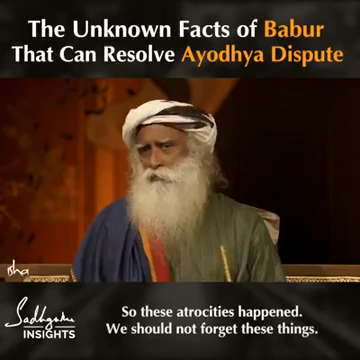 The Unknown Facts of Babur
That Can Resolve Ayodhya Dispute
isha
Sadhguru
INSIGHTS
So these atrocities happened.
We should not forget these things.